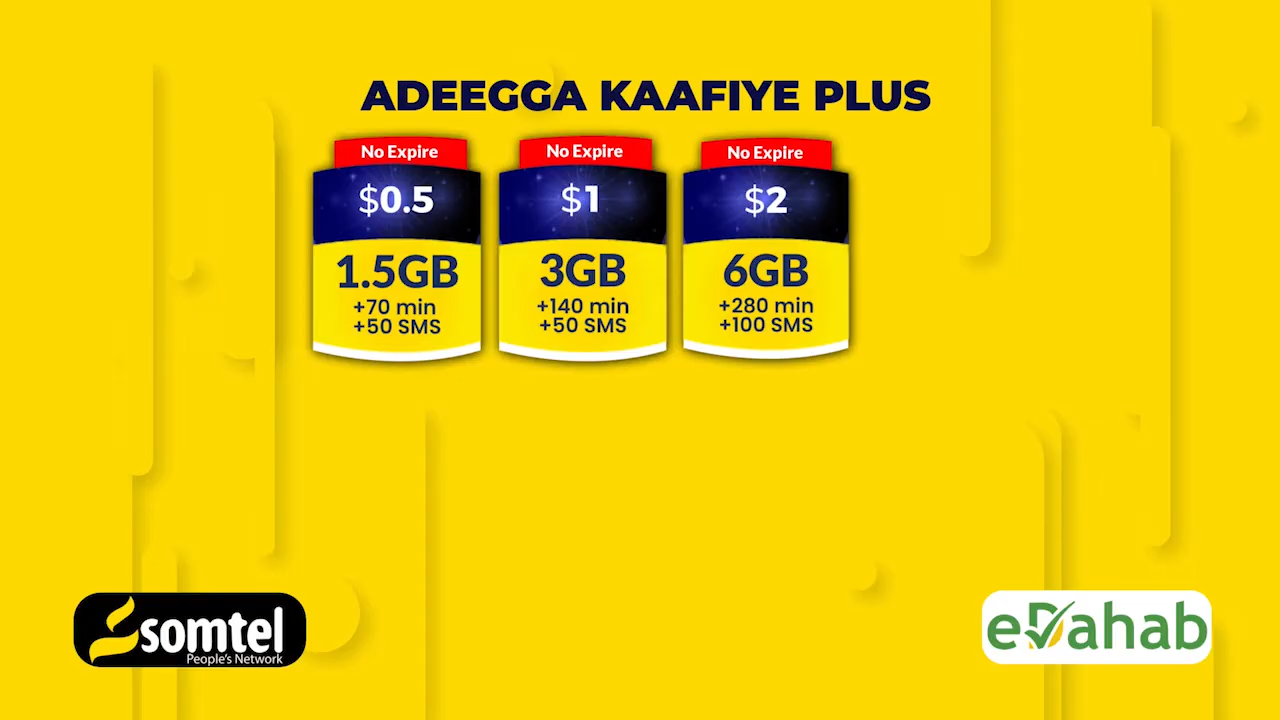 ADEEGGA KAAFIYE PLUS
No Expire
$0.5
1.5GB
+70 min
+50 SMS
No Expire
$1
3GB
+140 min
+50 SMS
No Expire
$2
6GB
+280 min
+100 SMS
somtel
People's Network
eDahab